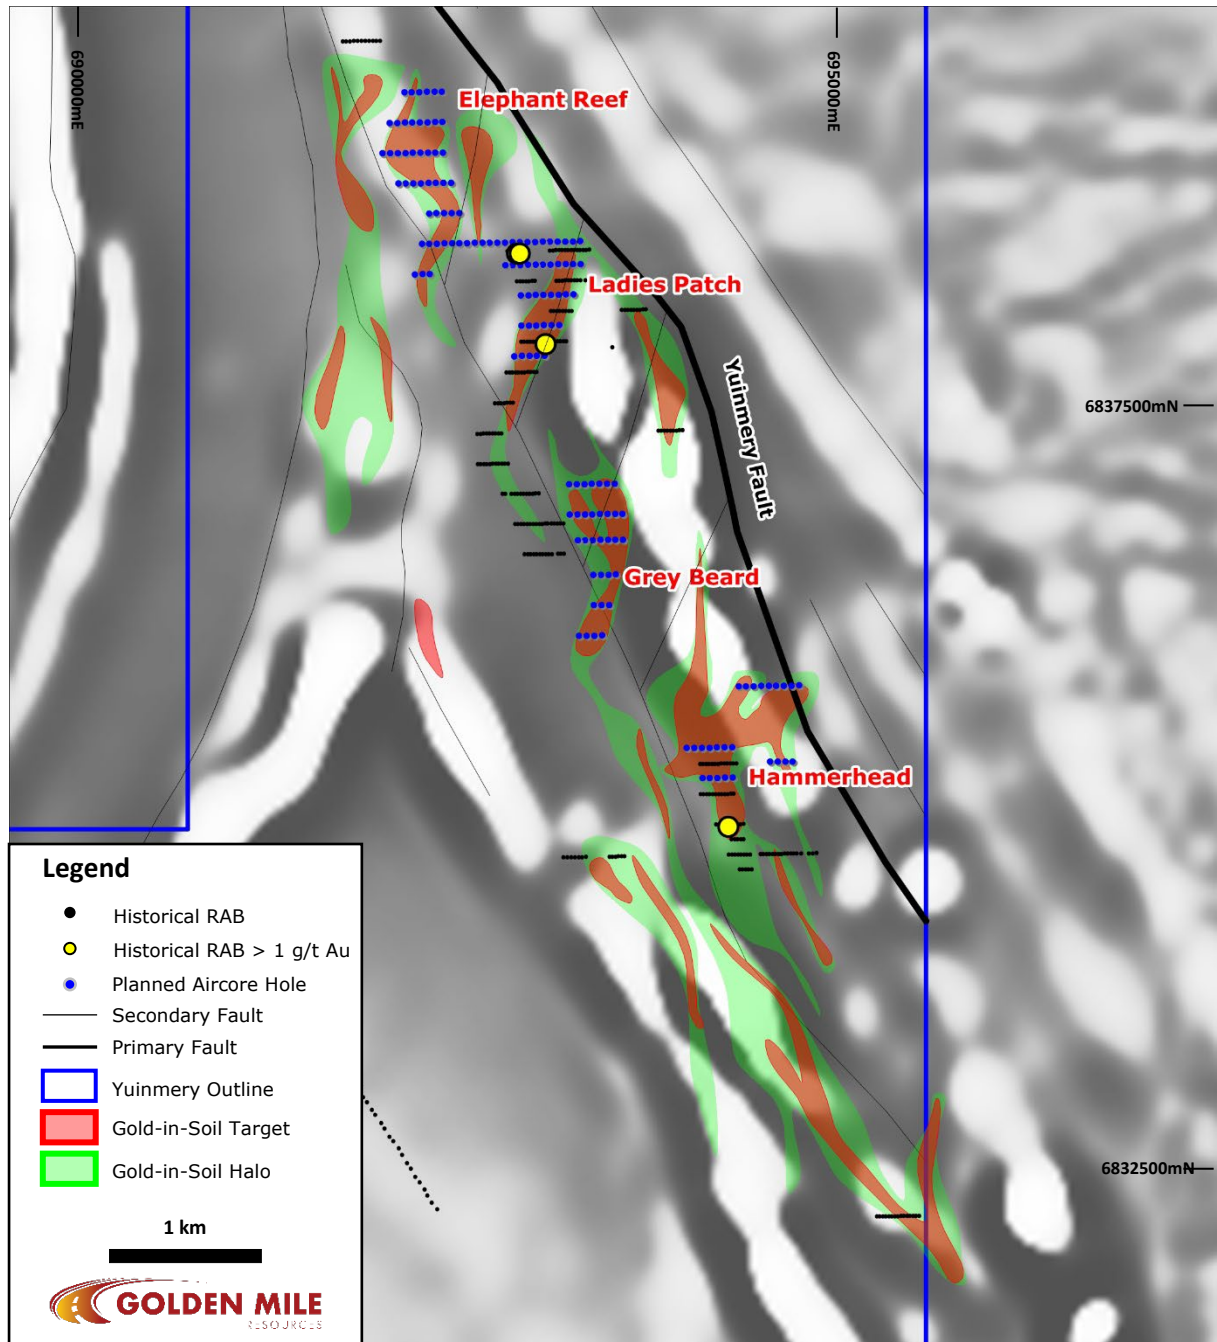 690000mE
695000mE
Elephant Reef
Ladies Patch
Yuinmery Fault
6837500mN
Grey Beard
Hammerhead
6832500mN
Legend
Historical RAB
Historical RAB > 1 g/t Au
Planned Aircore Hole
Secondary Fault
Primary Fault
Yuinmery Outline
Gold-in-Soil Target
Gold-in-Soil Halo
1 km
GOLDEN MILE
RESOURCES